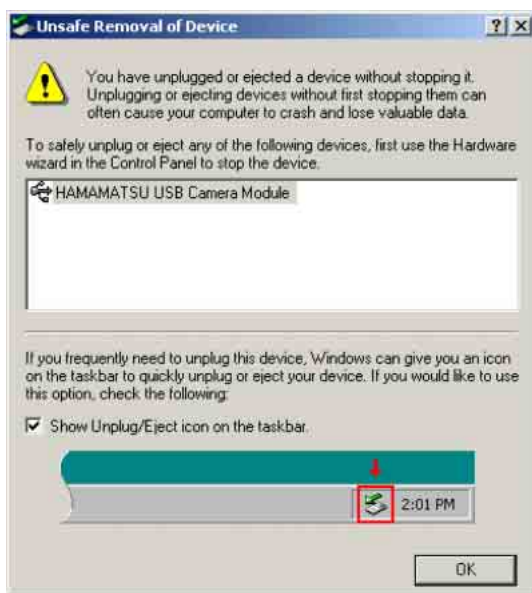 Unsafe Removal of Device
You have unplugged or ejected a device without stopping it.
Unplugging or ejecting devices without first stopping them can
often cause your computer to crash and lose valuable data.
To safely unplug or eject any of the following devices, first use the Hardware
wizard in the Control Panel to stop the device.
HAMAMATSU USB Camera Module
If you frequently need to unplug this device, Windows can give you an icon
on the taskbar to quickly unplug or eject your device. If you would like to use
this option, check the following:
Show Unplug/Eject icon on the taskbar.
2:01 PM
OK